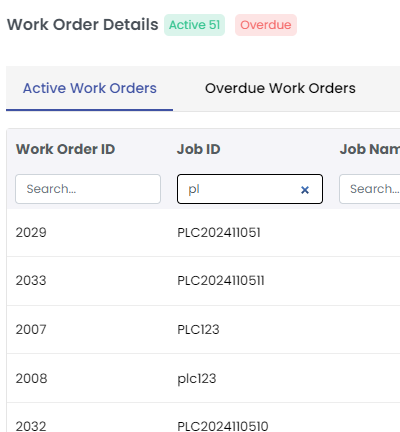 Work Order Details Active 51 Overdue
Active Work Orders Overdue Work Orders
Work Order ID Job ID Job Nam
Search... pl × Search...
2029 PLC202411051
2033 PLC2024110511
2007 PLC123
2008 plc123
2032 PLC2024110510